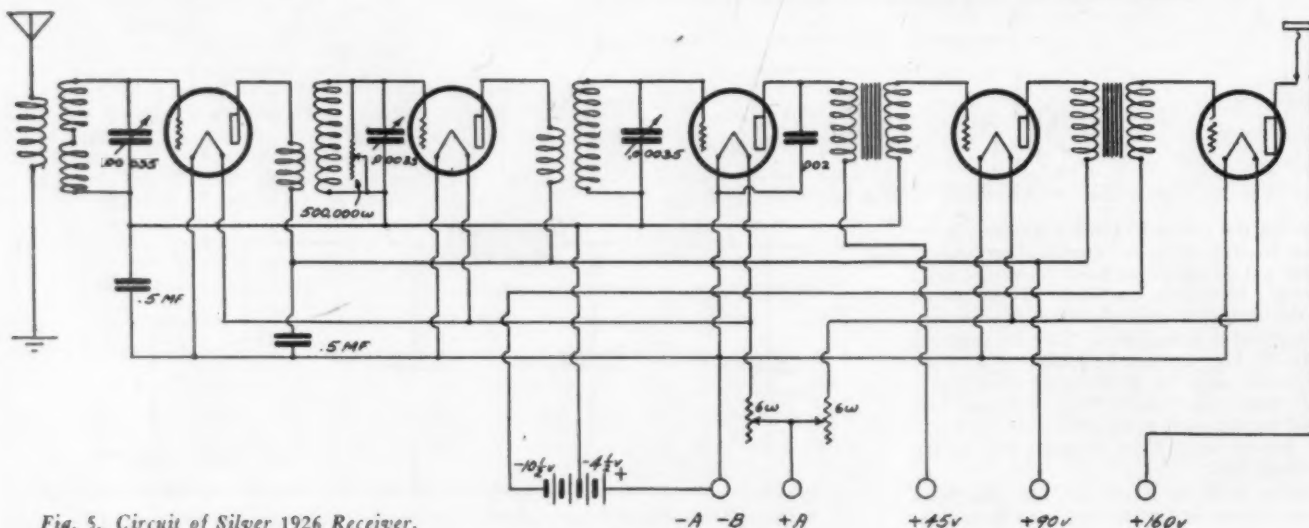 .00035
.00035
500,000ω
.00035
.002
.5 MF
.5 MF
6ω
6ω
-10½v
-4½v
+
-A -B +A +45v +90v +160v
Fig. 5. Circuit of Silver 1926 Receiver.